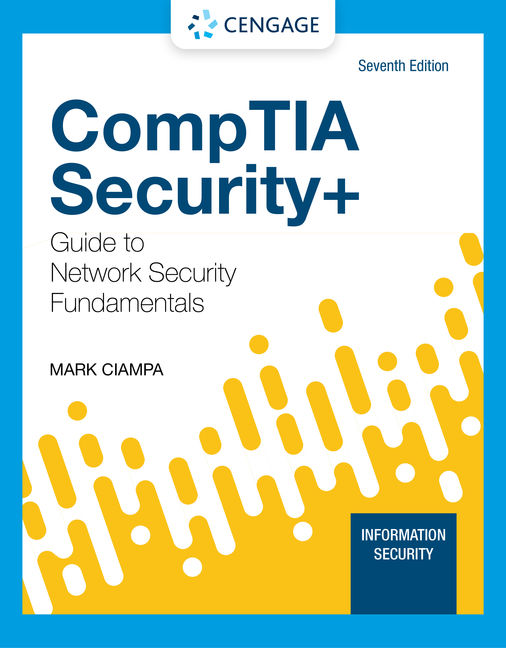 CENGAGE
Seventh Edition
CompTIA
Security+
Guide to
Network Security
Fundamentals
MARK CIAMPA
INFORMATION
SECURITY